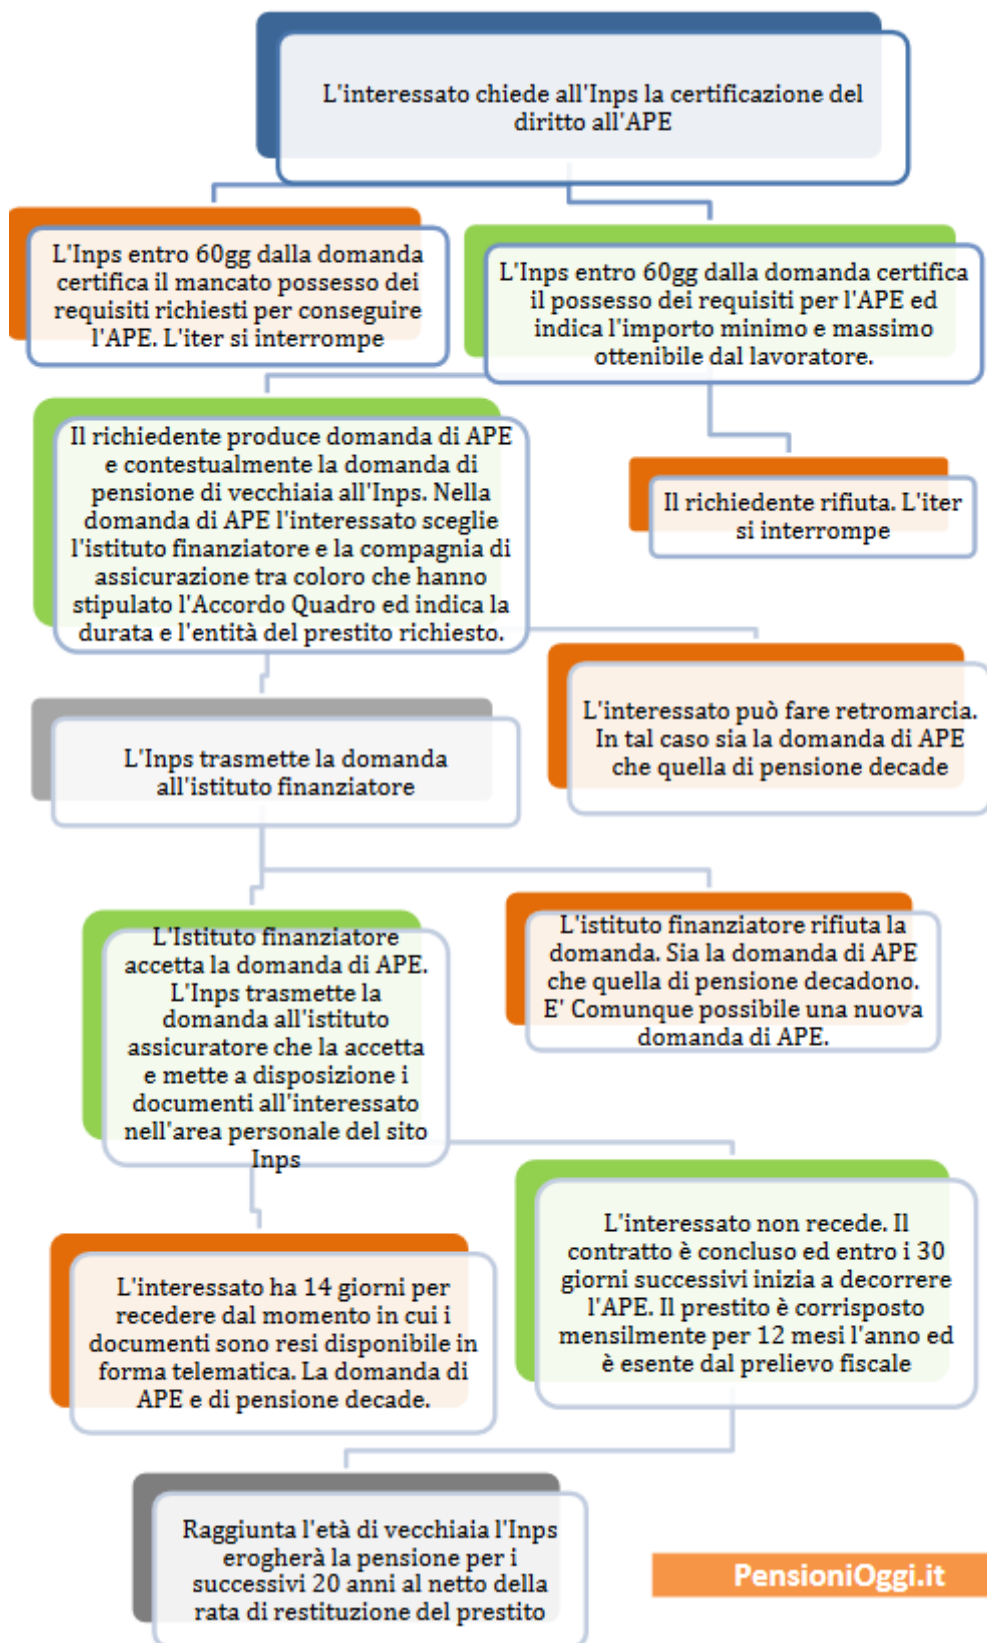 L'interessato chiede all'Inps la certificazione del
diritto all'APE
L'Inps entro 60gg dalla domanda
certifica il mancato possesso dei
requisiti richiesti per conseguire
l'APE. L'iter si interrompe
L'Inps entro 60gg dalla domanda certifica
il possesso dei requisiti per l'APE ed
indica l'importo minimo e massimo
ottenibile dal lavoratore.
Il richiedente produce domanda di APE
e contestualmente la domanda di
pensione di vecchiaia all'Inps. Nella
domanda di APE l'interessato sceglie
l'istituto finanziatore e la compagnia di
assicurazione tra coloro che hanno
stipulato l'Accordo Quadro ed indica la
durata e l'entità del prestito richiesto.
Il richiedente rifiuta. L'iter
si interrompe
L'interessato può fare retromarcia.
In tal caso sia la domanda di APE
che quella di pensione decade
L'Inps trasmette la domanda
all'istituto finanziatore
L'Istituto finanziatore
accetta la domanda di APE.
L'Inps trasmette la
domanda all'istituto
assicuratore che la accetta
e mette a disposizione i
documenti all'interessato
nell'area personale del sito
Inps
L'istituto finanziatore rifiuta la
domanda. Sia la domanda di APE
che quella di pensione decadono.
E' Comunque possibile una nuova
domanda di APE.
L'interessato ha 14 giorni per
recedere dal momento in cui i
documenti sono resi disponibile in
forma telematica. La domanda di
APE e di pensione decade.
L'interessato non recede. Il
contratto è concluso ed entro i 30
giorni successivi inizia a decorrere
l'APE. Il prestito è corrisposto
mensilmente per 12 mesi l'anno ed
è esente dal prelievo fiscale
Raggiunta l'età di vecchiaia l'Inps
erogherà la pensione per i
successivi 20 anni al netto della
rata di restituzione del prestito
PensioniOggi.it